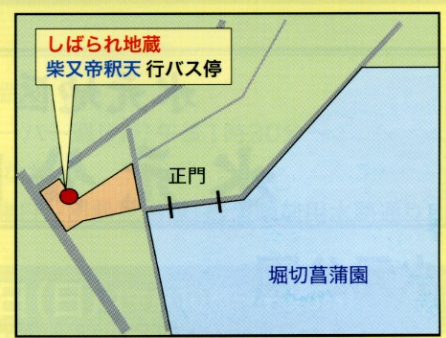 しばられ地蔵
柴又帝釈天 行バス停
正門
堀切菖蒲園